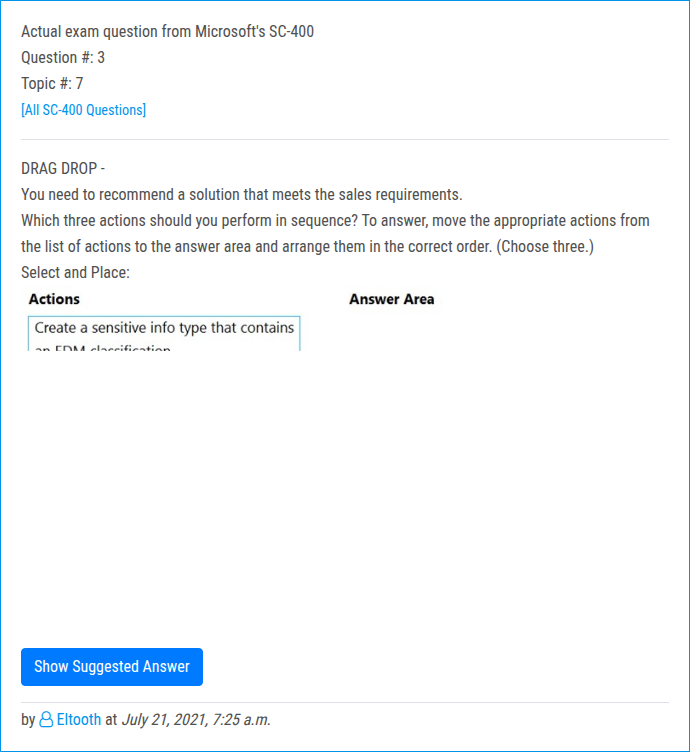 Actual exam question from Microsoft's SC-400
Question #: 3
Topic #: 7
[All SC-400 Questions]
DRAG DROP -
You need to recommend a solution that meets the sales requirements.
Which three actions should you perform in sequence? To answer, move the appropriate actions from
the list of actions to the answer area and arrange them in the correct order. (Choose three.)
Select and Place:
Actions
Answer Area
Create a sensitive info type that contains
an EDM classification
Show Suggested Answer
by Eltooth at July 21, 2021, 7:25 a.m.